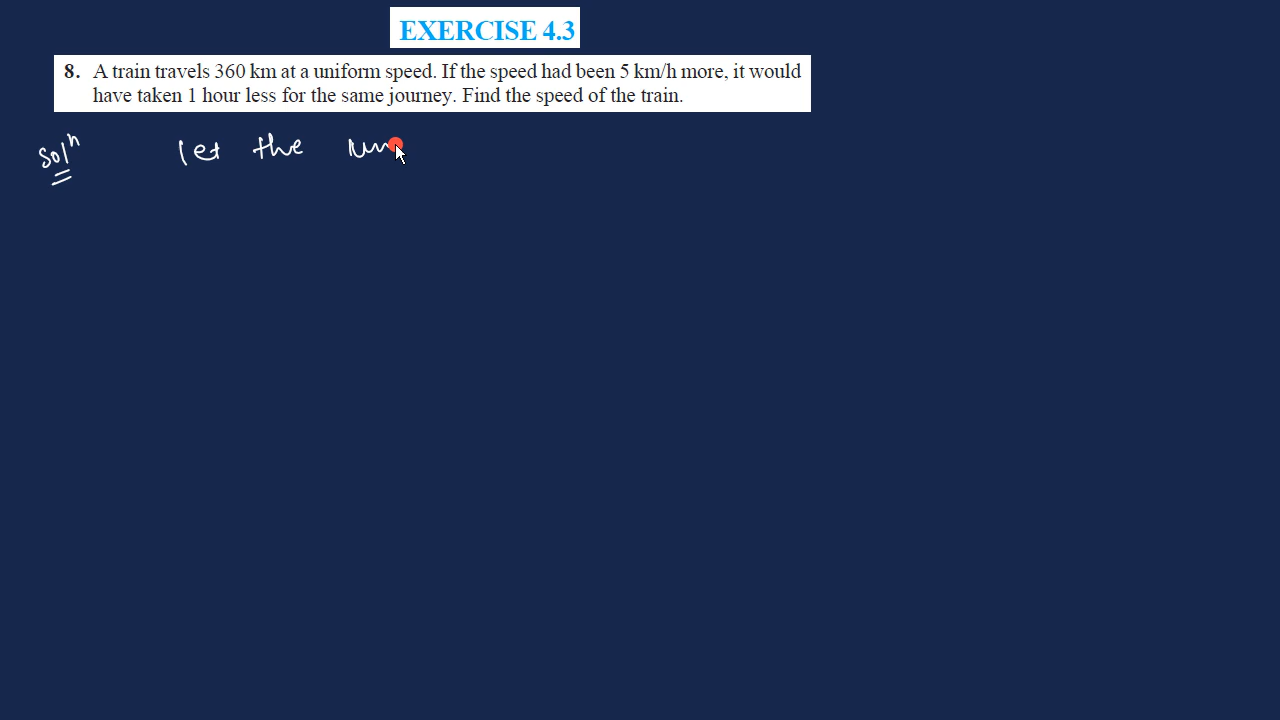 EXERCISE 4.3
8. A train travels 360 km at a uniform speed. If the speed had been 5 km/h more, it would
have taken 1 hour less for the same journey. Find the speed of the train.
Solⁿ let the